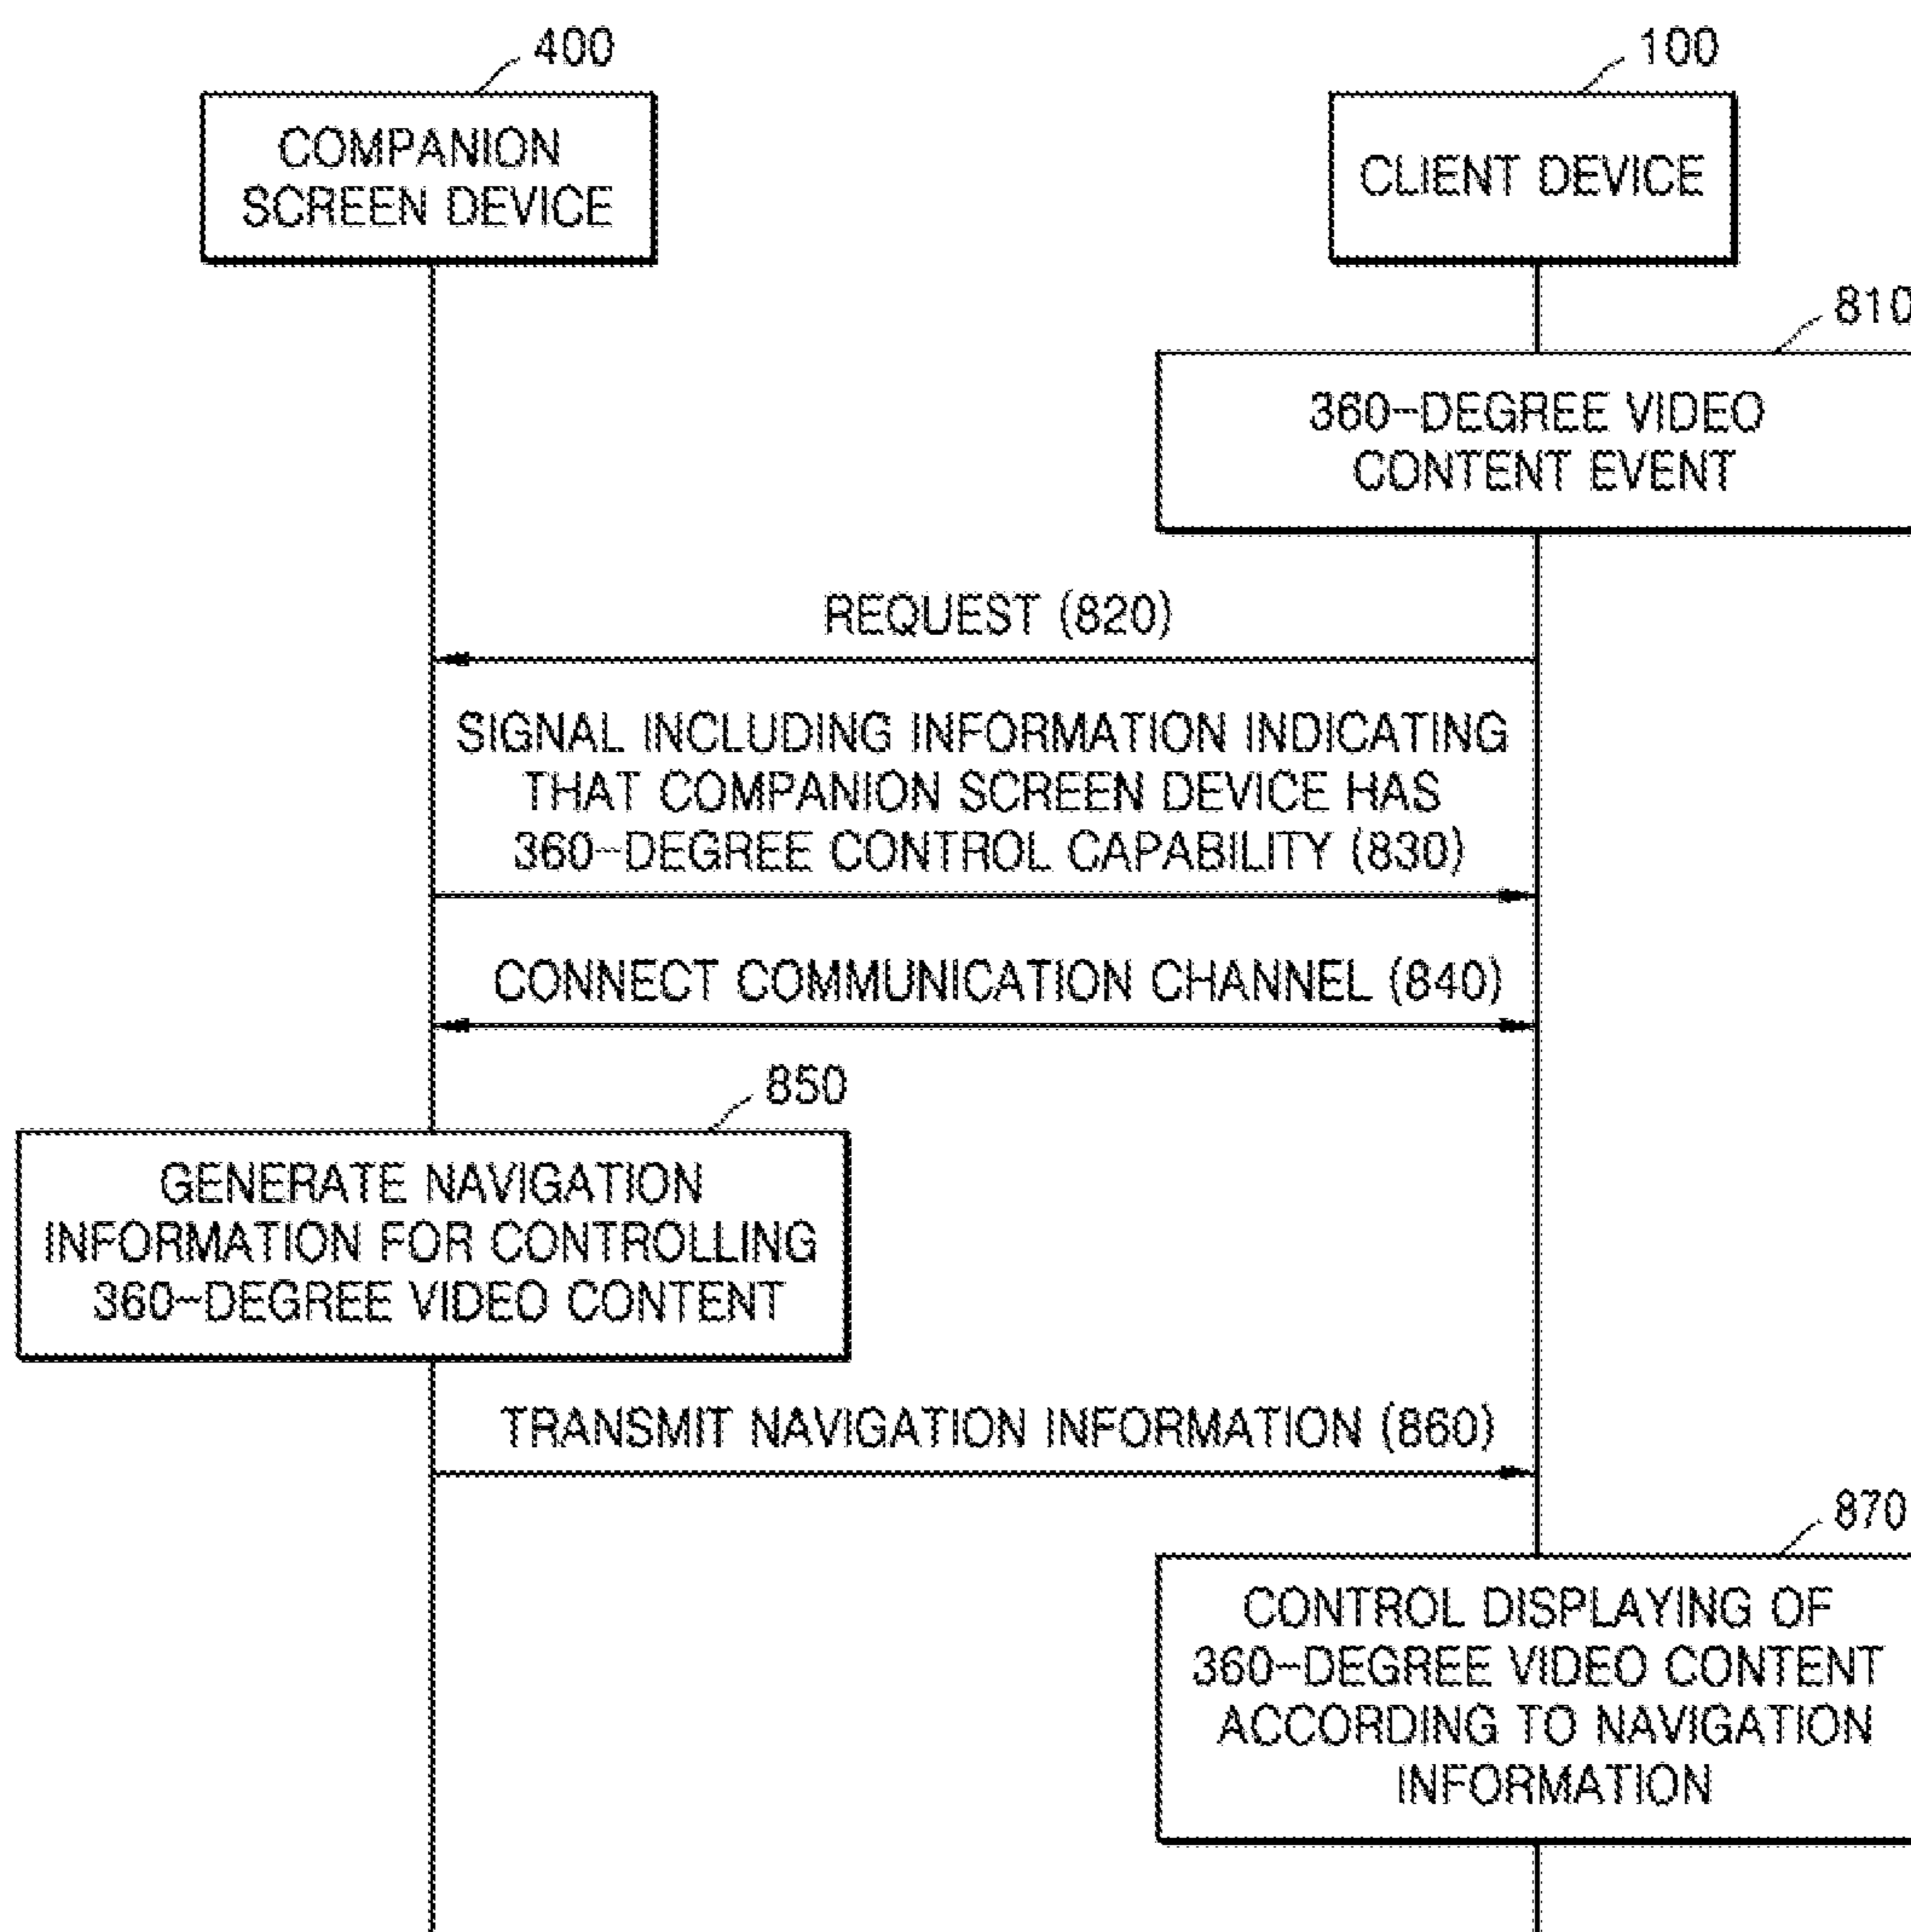 400
100
COMPANION
SCREEN DEVICE
CLIENT DEVICE
810
360-DEGREE VIDEO
CONTENT EVENT
REQUEST (820)
SIGNAL INCLUDING INFORMATION INDICATING
THAT COMPANION SCREEN DEVICE HAS
360-DEGREE CONTROL CAPABILITY (830)
CONNECT COMMUNICATION CHANNEL (840)
850
GENERATE NAVIGATION
INFORMATION FOR CONTROLLING
360-DEGREE VIDEO CONTENT
TRANSMIT NAVIGATION INFORMATION (860)
870
CONTROL DISPLAYING OF
360-DEGREE VIDEO CONTENT
ACCORDING TO NAVIGATION
INFORMATION